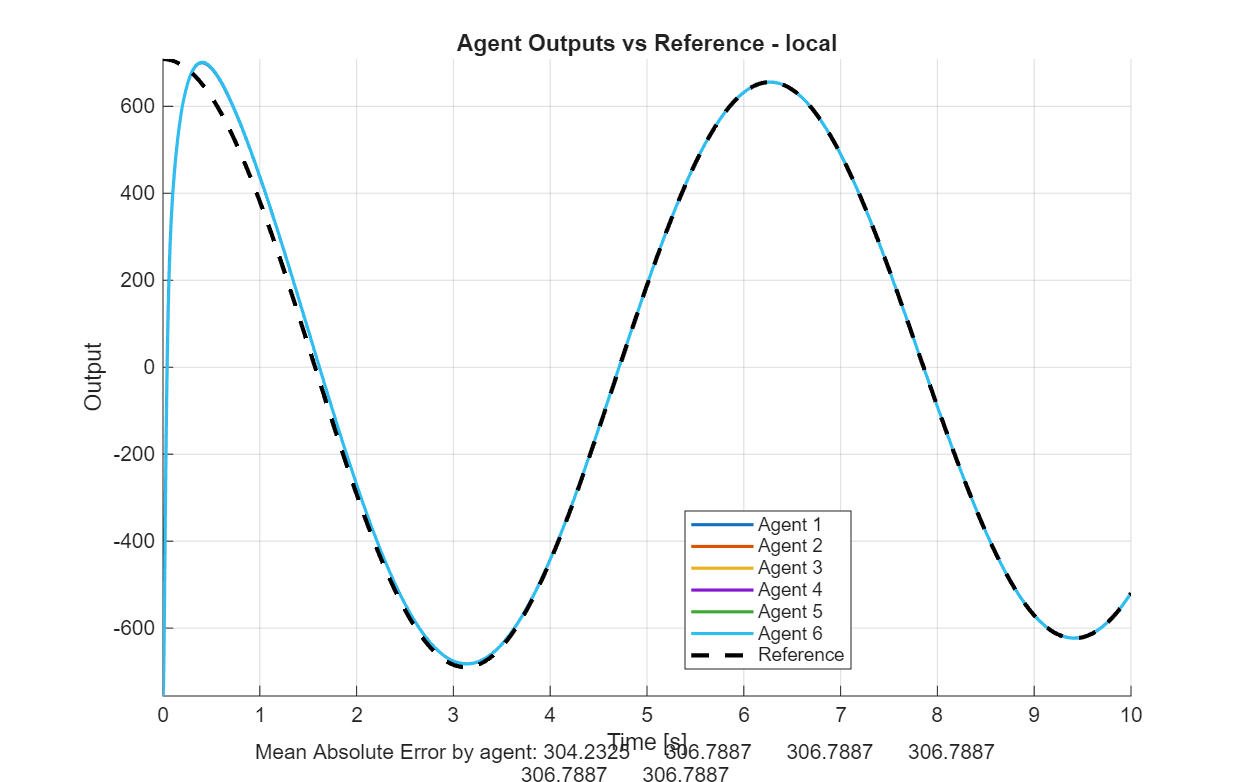 Agent Outputs vs Reference - local
600
400
200
0
-200
-400
-600
Output
Agent 1
Agent 2
Agent 3
Agent 4
Agent 5
Agent 6
Reference
0 1 2 3 4 5 6 7 8 9 10
Time [s]
Mean Absolute Error by agent: 304.2325 306.7887 306.7887 306.7887
306.7887 306.7887